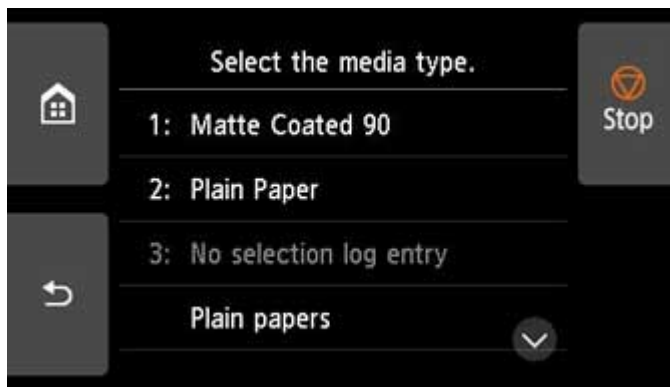 Select the media type.
1: Matte Coated 90
Stop
2: Plain Paper
3: No selection log entry
Plain papers